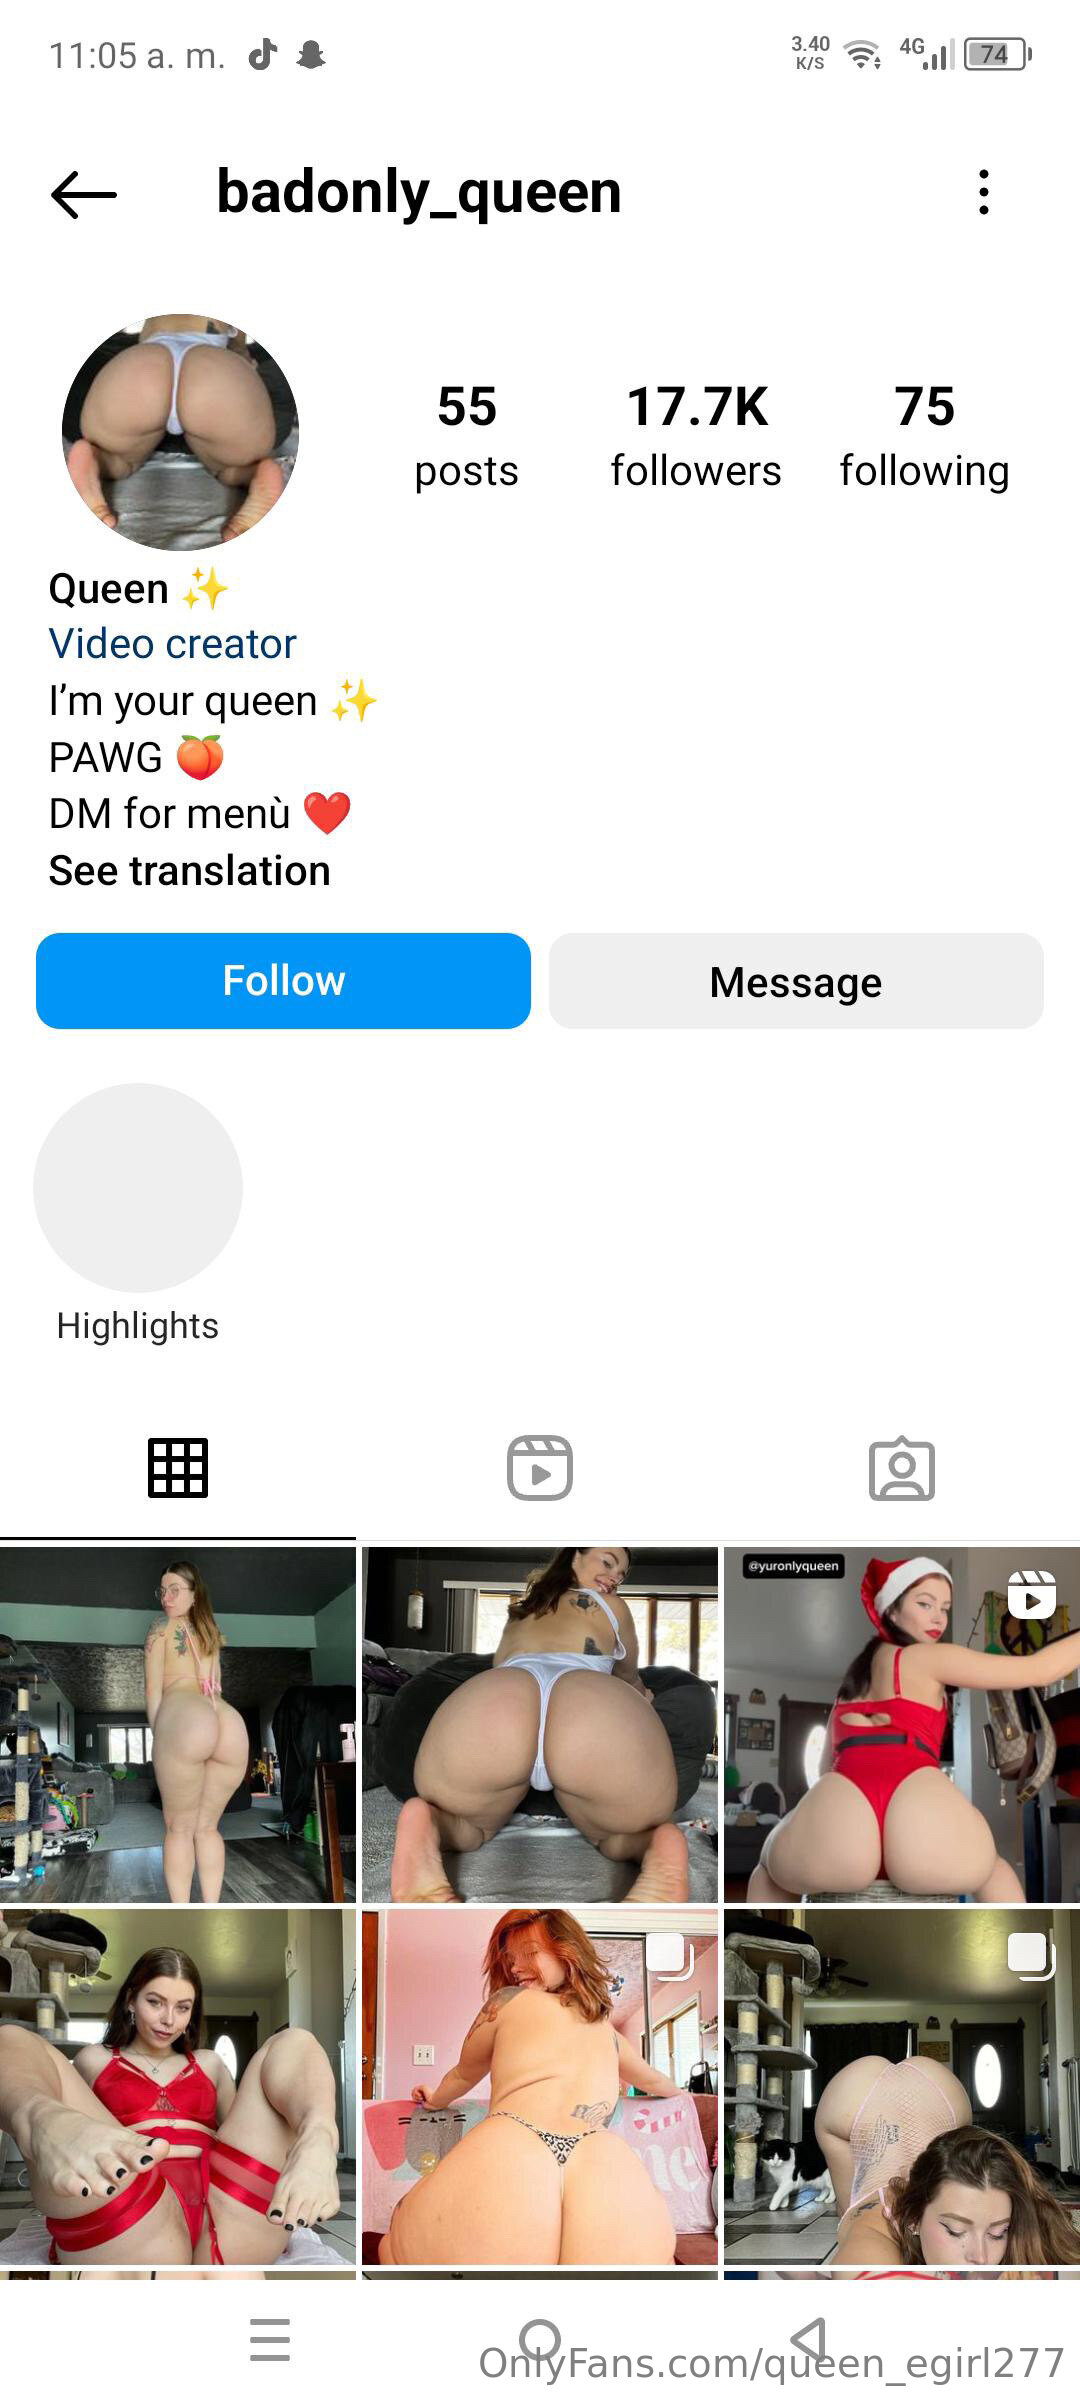 11:05 a. m.
3.40
K/S
4G
74
badonly_queen
55
17.7K
75
posts
followers
following
Queen ✨
Video creator
I’m your queen ✨
PAWG 🍑
DM for menù ❤️
See translation
Follow
Message
Highlights
@yuronlyqueen
OnlyFans.com/queen_egirl277